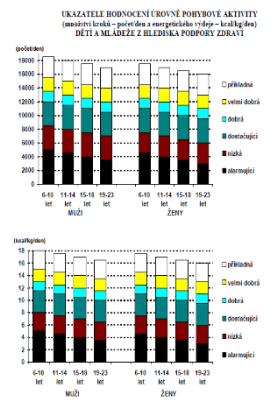 UKAZATELE HODNOCENÍ ÚROVNĚ POHYBOVÉ AKTIVITY
(množství kroků – počet/den a energetického výdeje – kcal/kg/den)
DĚTÍ A MLÁDEŽE Z HLEDISKA PODPORY ZDRAVÍ
(počet/den)
18000
16000
14000
12000
10000
8000
6000
4000
2000
0
příkladná
velmi dobrá
dobrá
dostačující
nízká
alarmující
6-10 11-14 15-18 19-23 6-10 11-14 15-18 19-23
let let let let let let let let
MUŽI ŽENY
(kcal/kg/den)
18
16
14
12
10
8
6
4
2
0
příkladná
velmi dobrá
dobrá
dostačující
nízká
alarmující
6-10 11-14 15-18 19-23 6-10 11-14 15-18 19-23
let let let let let let let let
MUŽI ŽENY